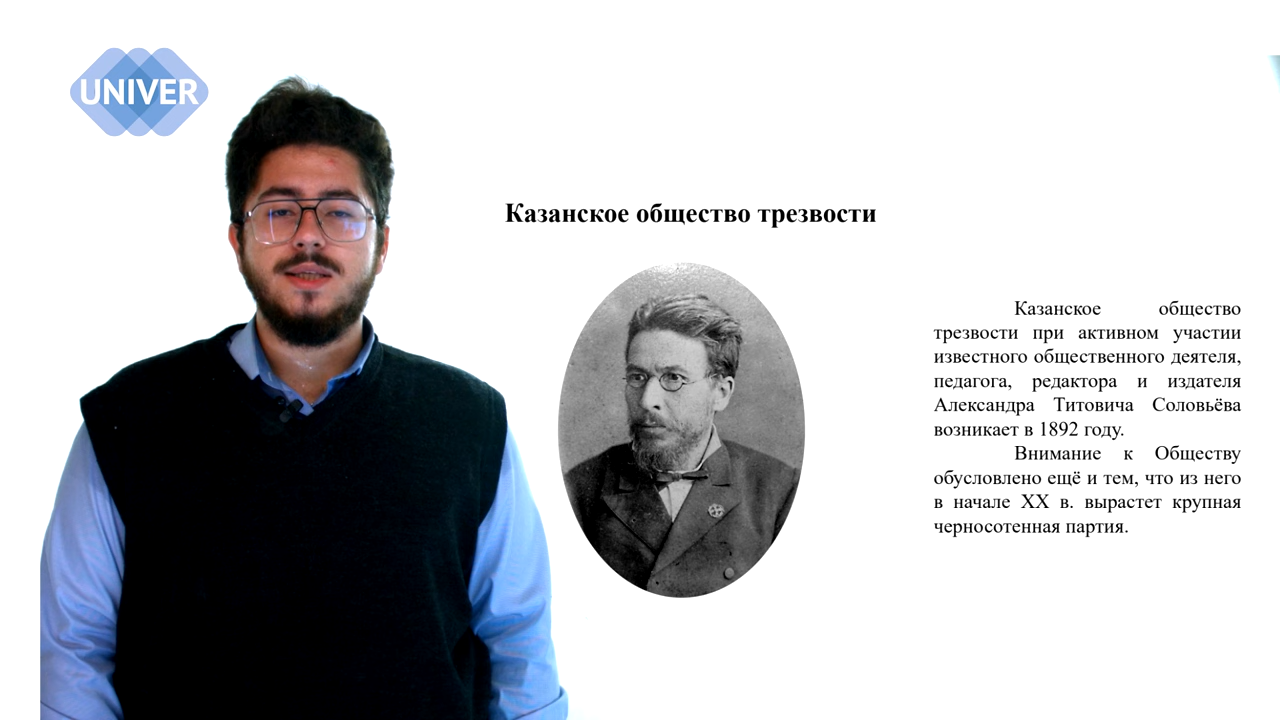 UNIVER
Казанское общество трезвости
Казанское общество
трезвости при активном участии
известного общественного деятеля,
педагога, редактора и издателя
Александра Титовича Соловьёва
возникает в 1892 году.
Внимание к Обществу
обусловлено ещё и тем, что из него
в начале XX в. вырастет крупная
черносотенная партия.